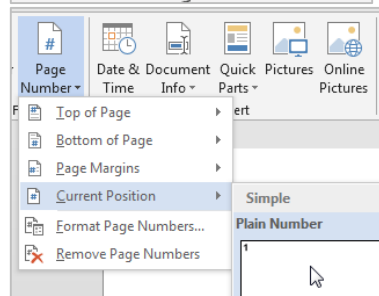 Page Number
Date & Time
Document Info
Quick Parts
Pictures
Online Pictures
F
ert
Top of Page
Bottom of Page
Page Margins
Current Position
Format Page Numbers...
Remove Page Numbers
Simple
Plain Number
1